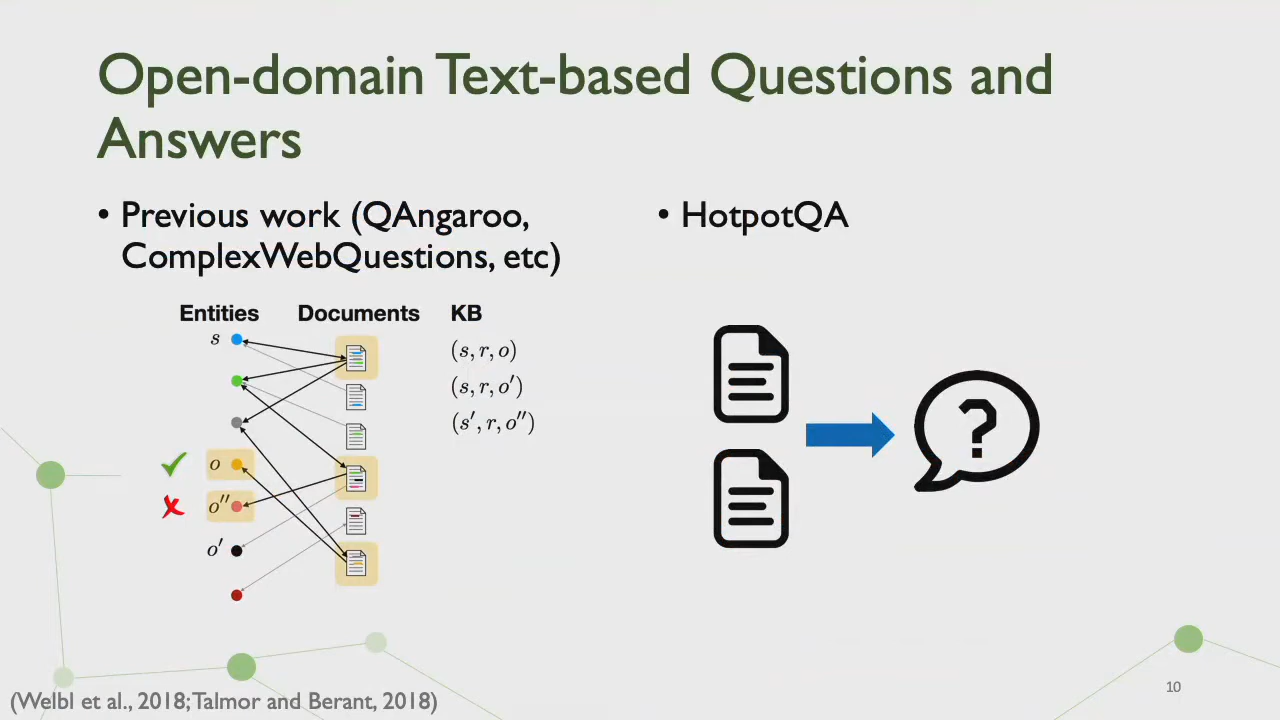 Open-domain Text-based Questions and
Answers
• Previous work (QAngaroo,
ComplexWebQuestions, etc)
• HotpotQA
Entities Documents KB
s
(s, r, o)
(s, r, o′)
(s′, r, o′′)
o
o′′
o′
?
(Welbl et al., 2018; Talmor and Berant, 2018)
10